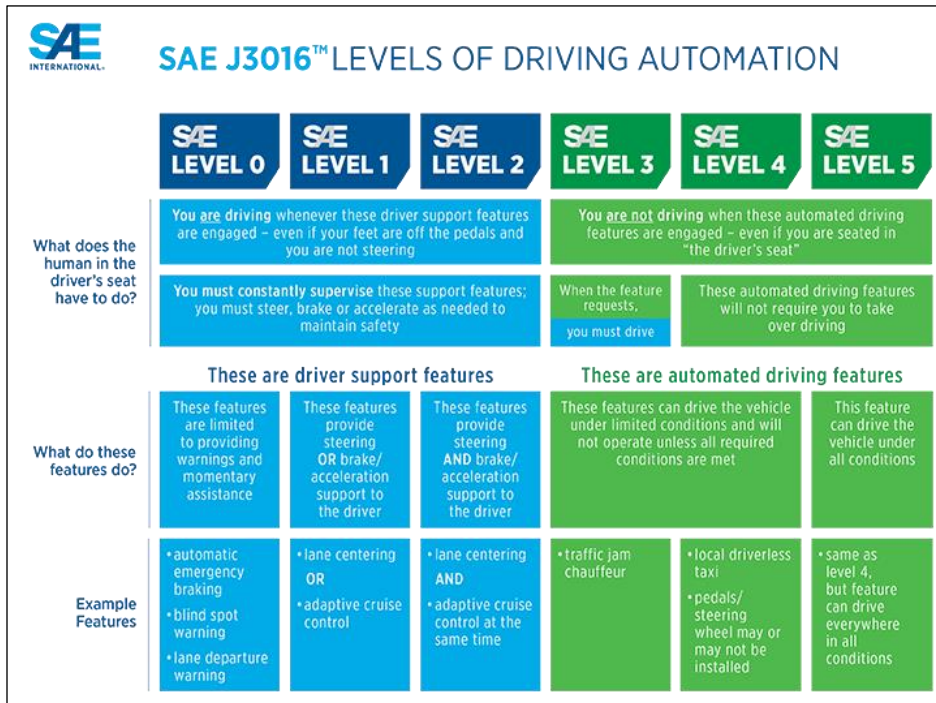 SAE
INTERNATIONAL®
SAE J3016™ LEVELS OF DRIVING AUTOMATION
SAE
LEVEL 0
SAE
LEVEL 1
SAE
LEVEL 2
SAE
LEVEL 3
SAE
LEVEL 4
SAE
LEVEL 5
What does the
human in the
driver's seat
have to do?
You are driving whenever these driver support features
are engaged – even if your feet are off the pedals and
you are not steering
You are not driving when these automated driving
features are engaged – even if you are seated in
"the driver's seat"
You must constantly supervise these support features;
you must steer, brake or accelerate as needed to
maintain safety
When the feature
requests,
you must drive
These automated driving features
will not require you to take
over driving
These are driver support features
These are automated driving features
What do these
features do?
These features
are limited
to providing
warnings and
momentary
assistance
These features
provide
steering
OR brake/
acceleration
support to
the driver
These features
provide
steering
AND brake/
acceleration
support to
the driver
These features can drive the vehicle
under limited conditions and will
not operate unless all required
conditions are met
This feature
can drive the
vehicle under
all conditions
Example
Features
•automatic
emergency
braking
•blind spot
warning
•lane departure
warning
•lane centering
OR
•adaptive cruise
control
•lane centering
AND
•adaptive cruise
control at the
same time
•traffic jam
chauffeur
•local driverless
taxi
•pedals/
steering
wheel may or
may not be
installed
•same as
level 4,
but feature
can drive
everywhere
in all
conditions